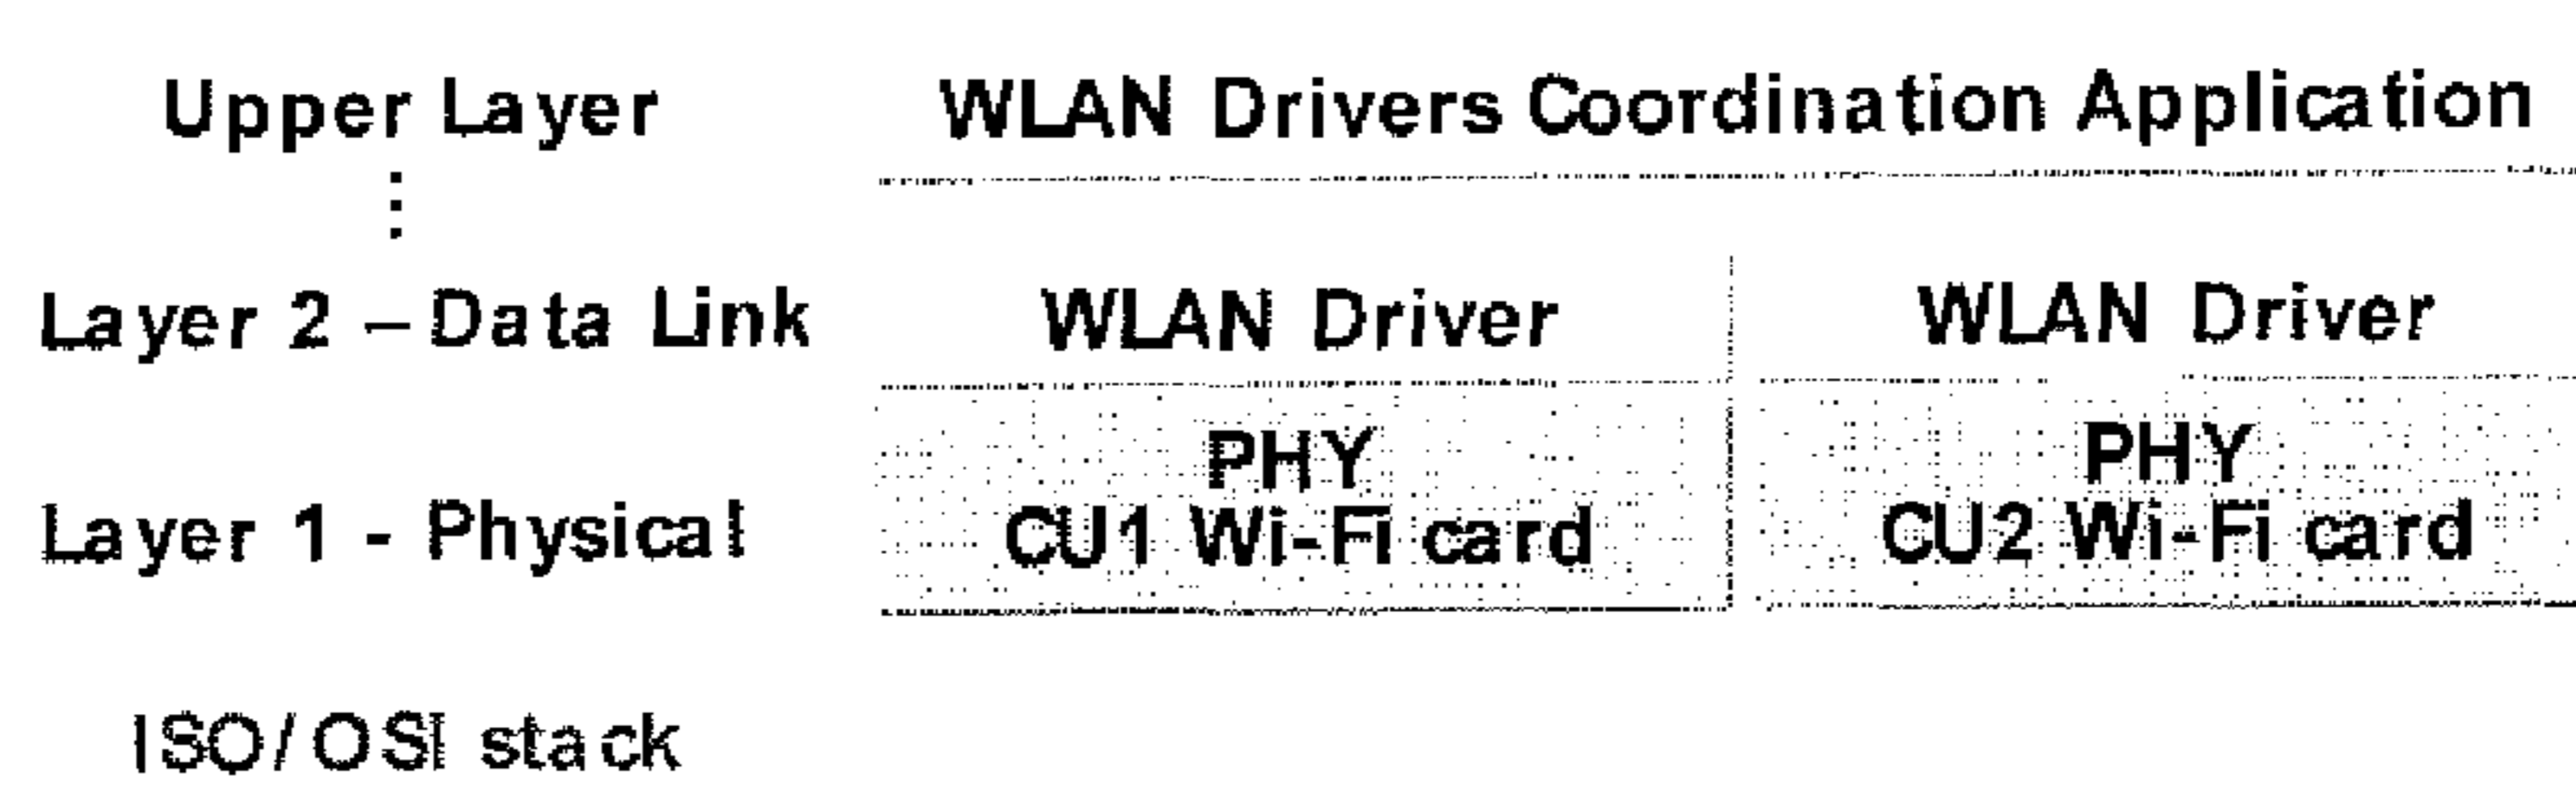 Upper Layer
WLAN Drivers Coordination Application
Layer 2 – Data Link
WLAN Driver
WLAN Driver
Layer 1 - Physical
PHY
CU1 Wi-Fi card
PHY
CU2 Wi-Fi card
ISO/OSI stack